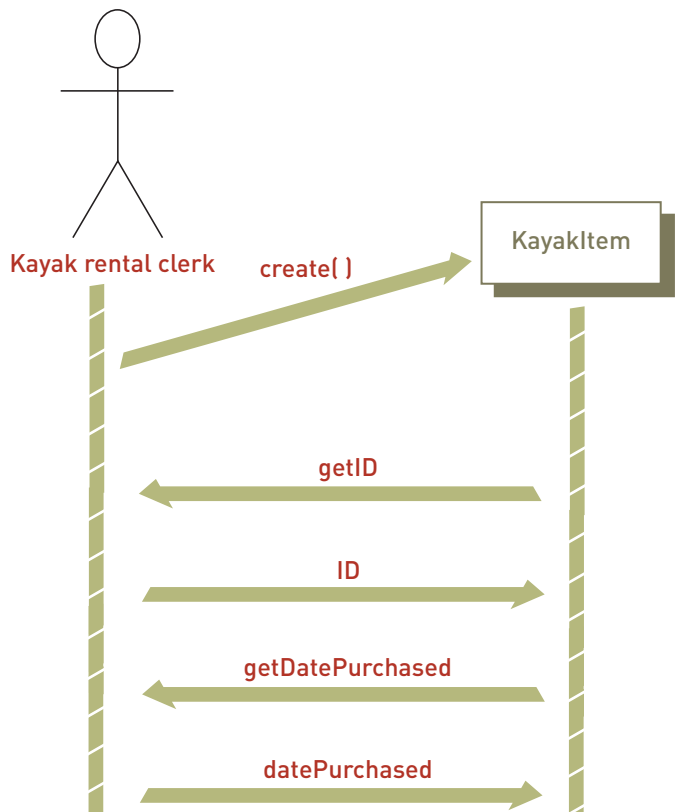 Kayak rental clerk
KayakItem
create( )
getID
ID
getDatePurchased
datePurchased